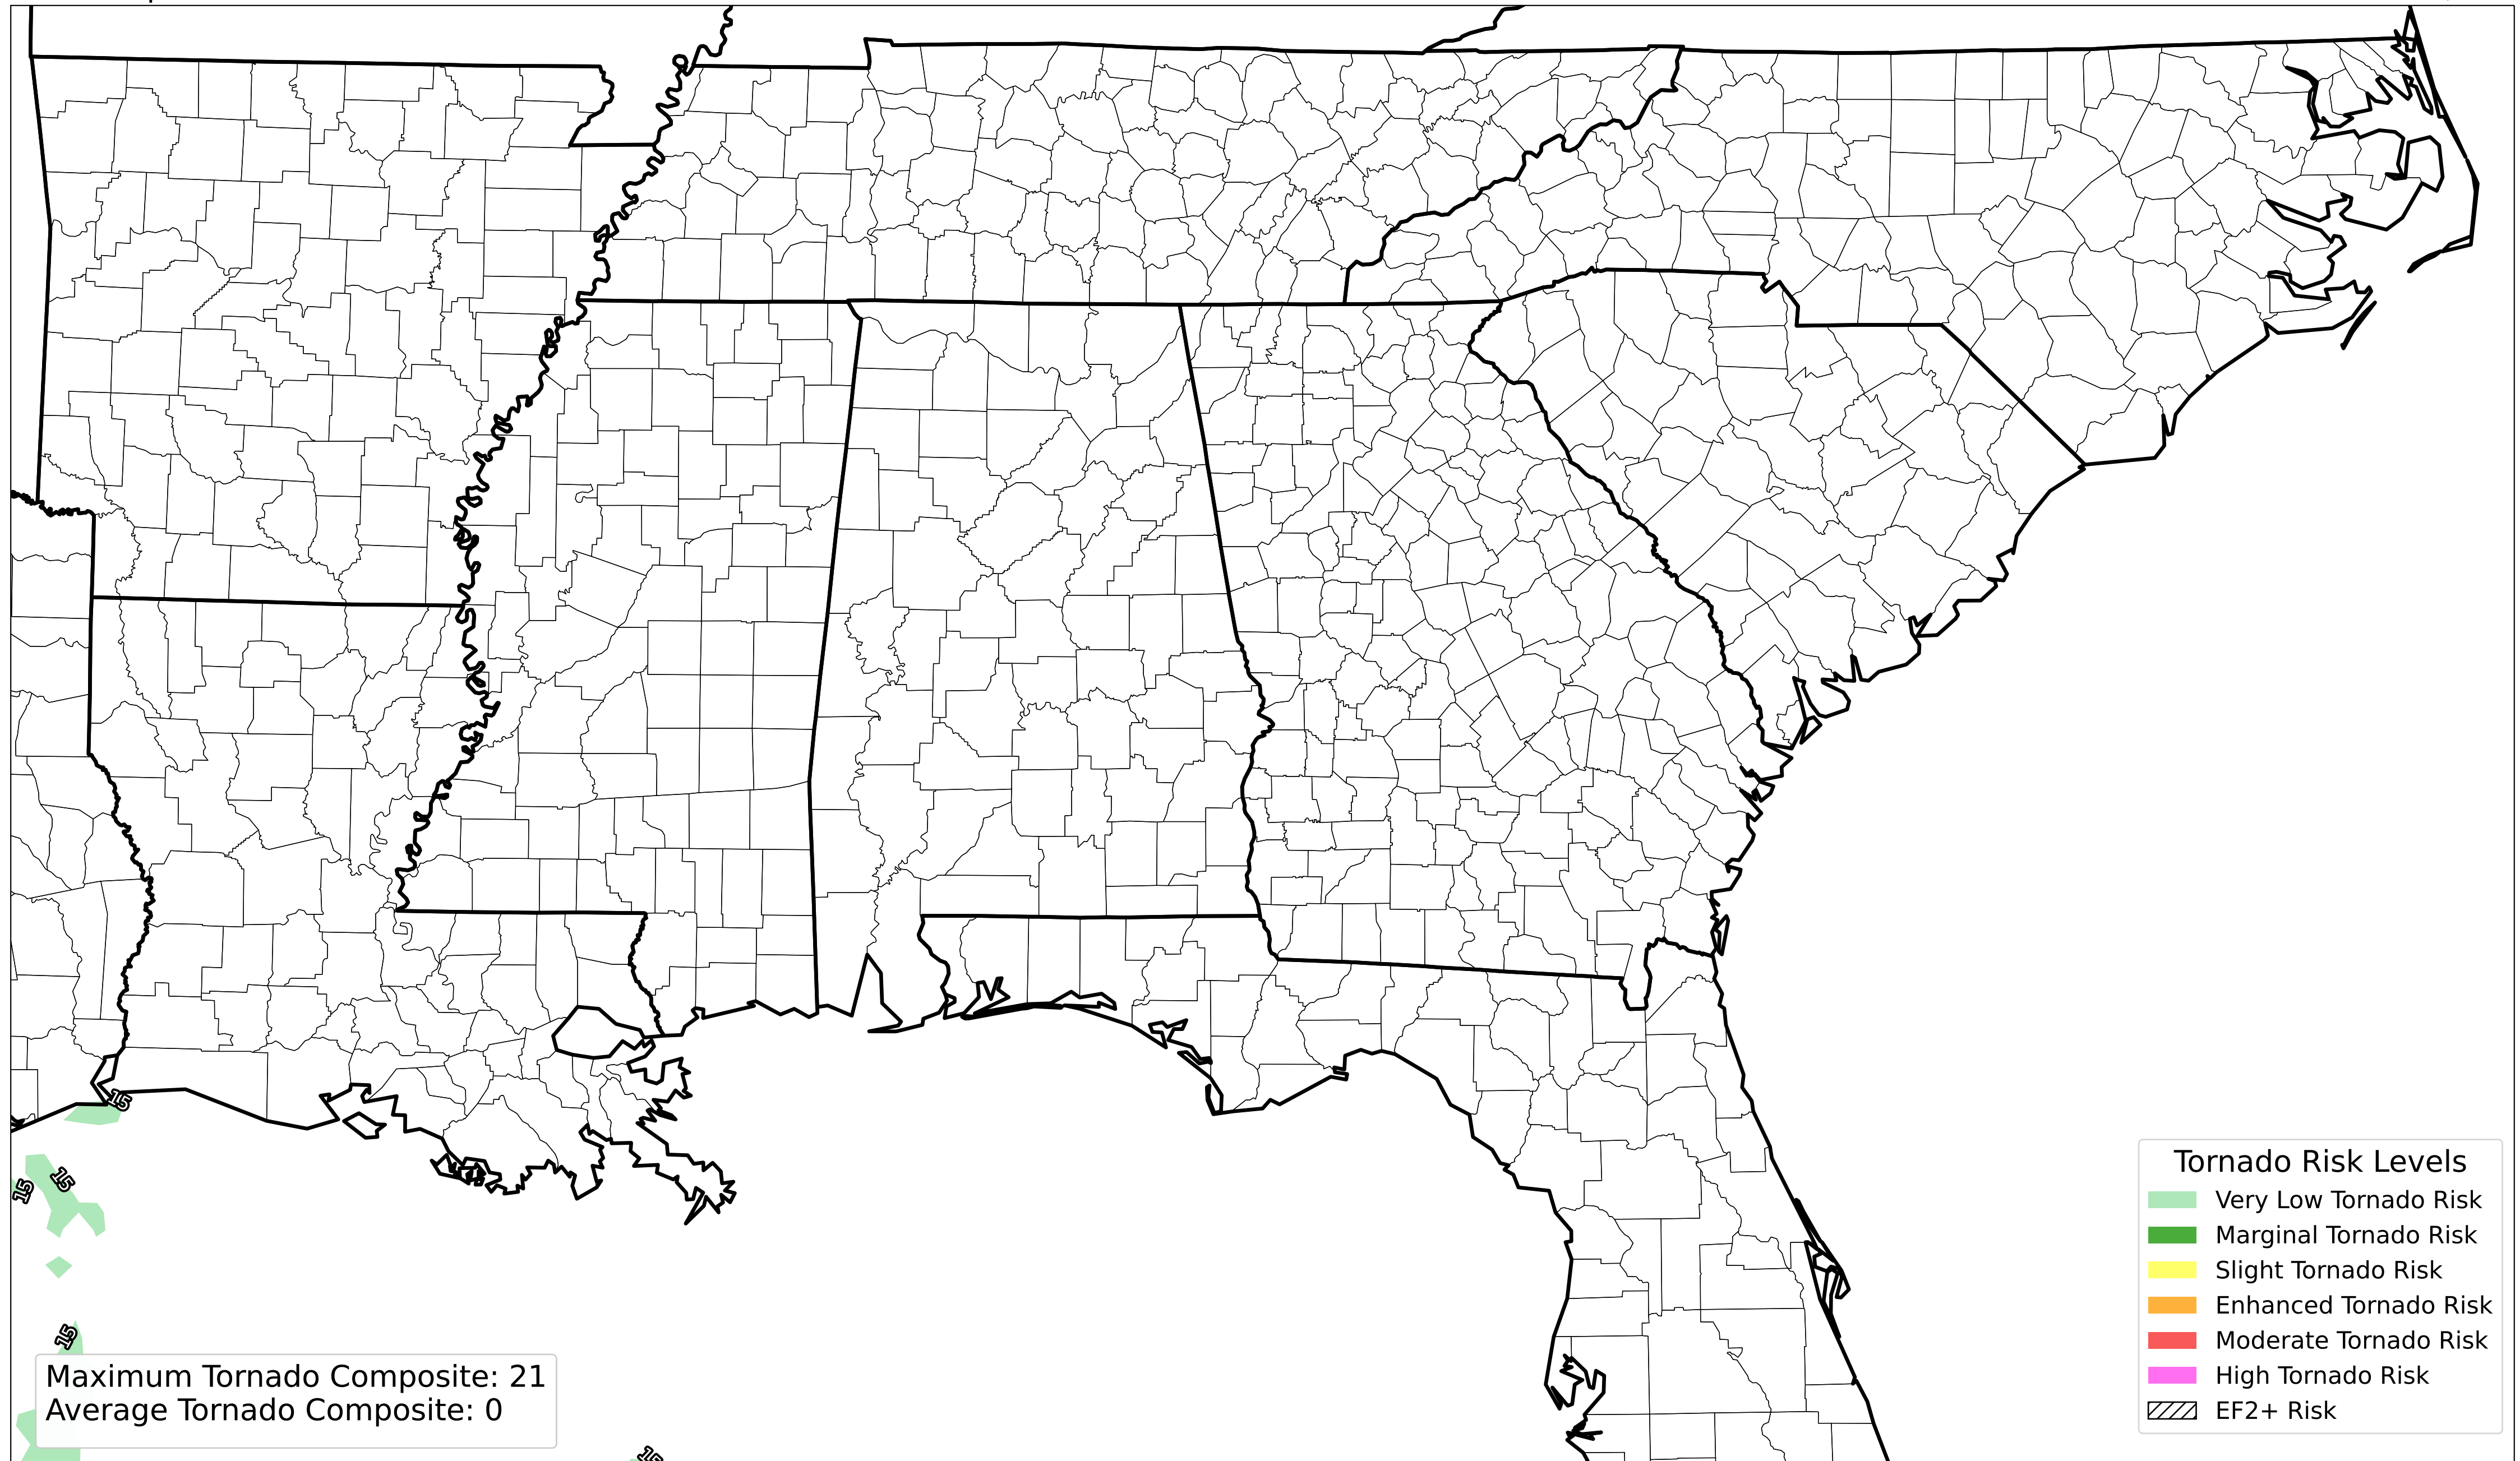 15
15
15
15
Maximum Tornado Composite: 21
Average Tornado Composite: 0
15
Tornado Risk Levels
Very Low Tornado Risk
Marginal Tornado Risk
Slight Tornado Risk
Enhanced Tornado Risk
Moderate Tornado Risk
High Tornado Risk
EF2+ Risk